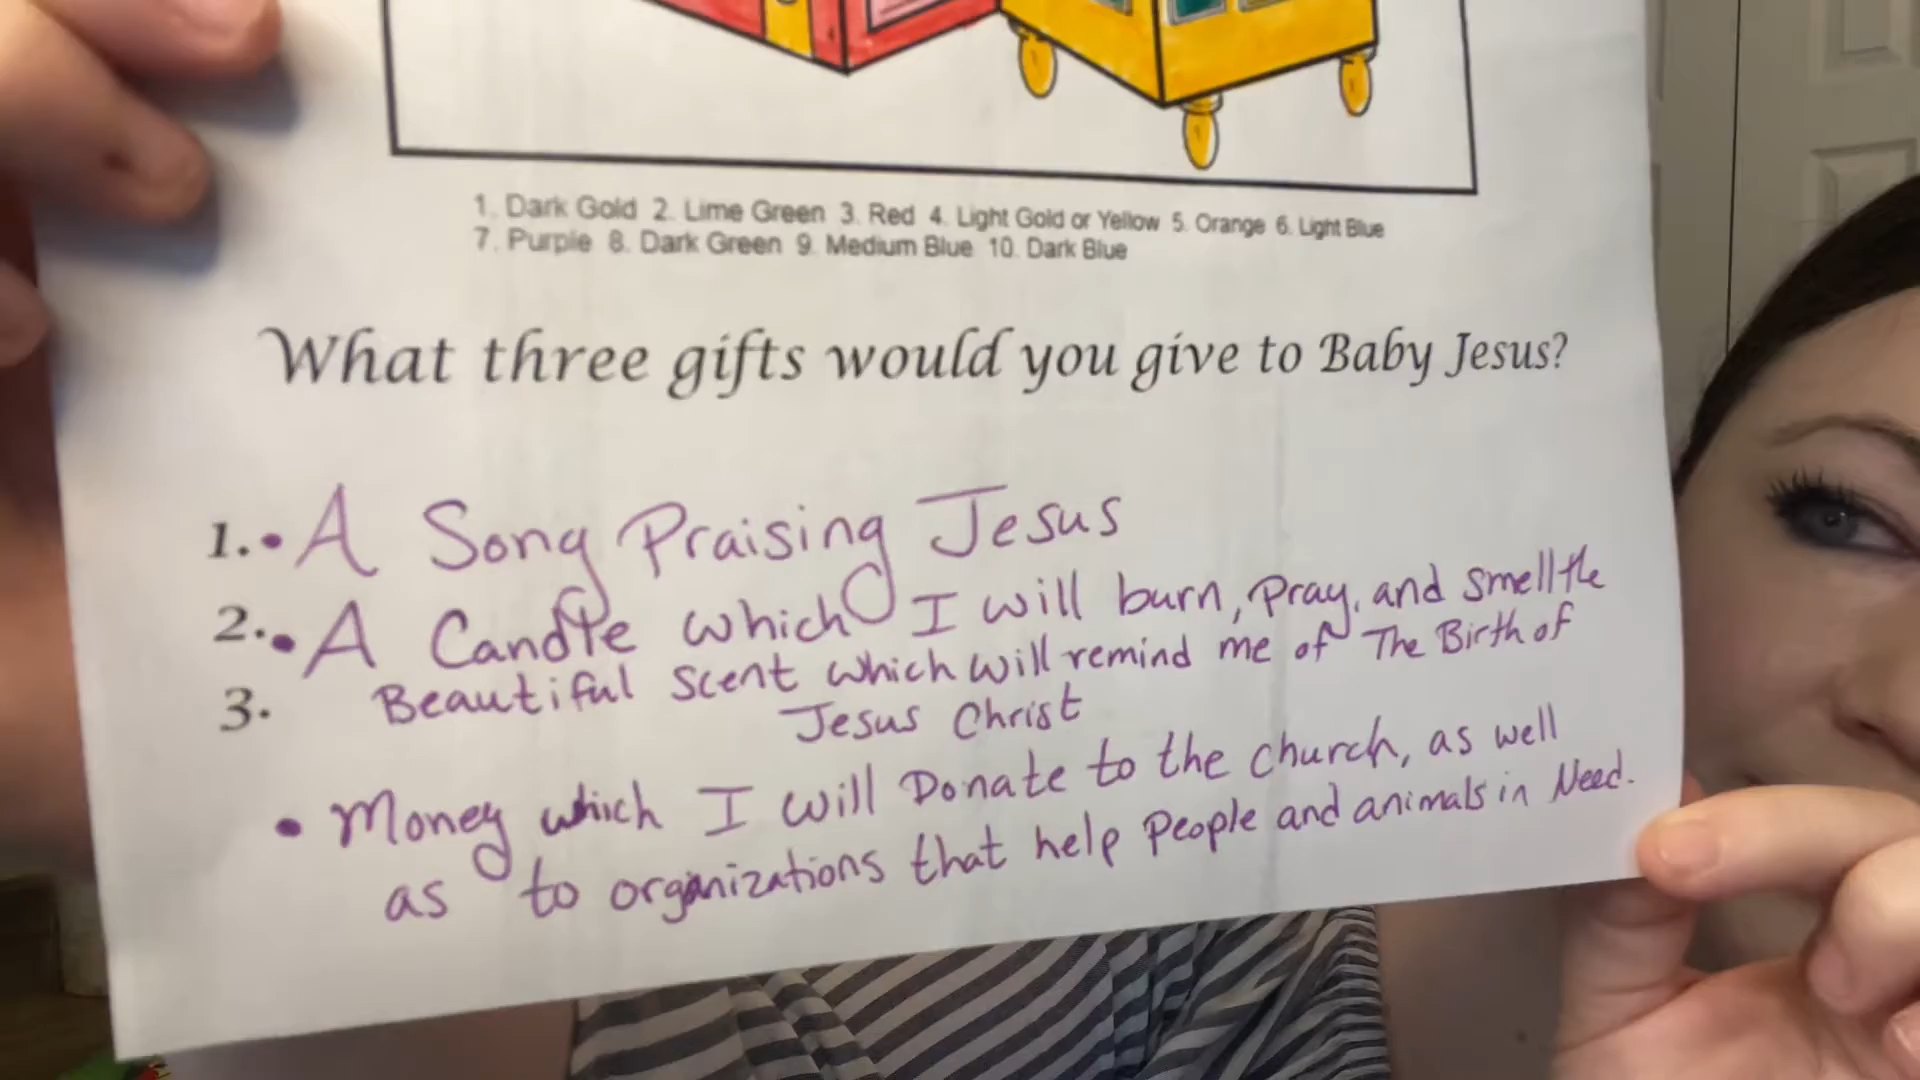 1. Dark Gold 2. Lime Green 3. Red 4. Light Gold or Yellow 5. Orange 6. Light Blue
7. Purple 8. Dark Green 9. Medium Blue 10. Dark Blue
What three gifts would you give to Baby Jesus?
1. • A Song Praising Jesus
2. • A Candle which I will burn, pray, and smell the
3. Beautiful scent which will remind me of The Birth of
Jesus Christ
• Money which I will Donate to the church, as well
as to organizations that help People and animals in Need.